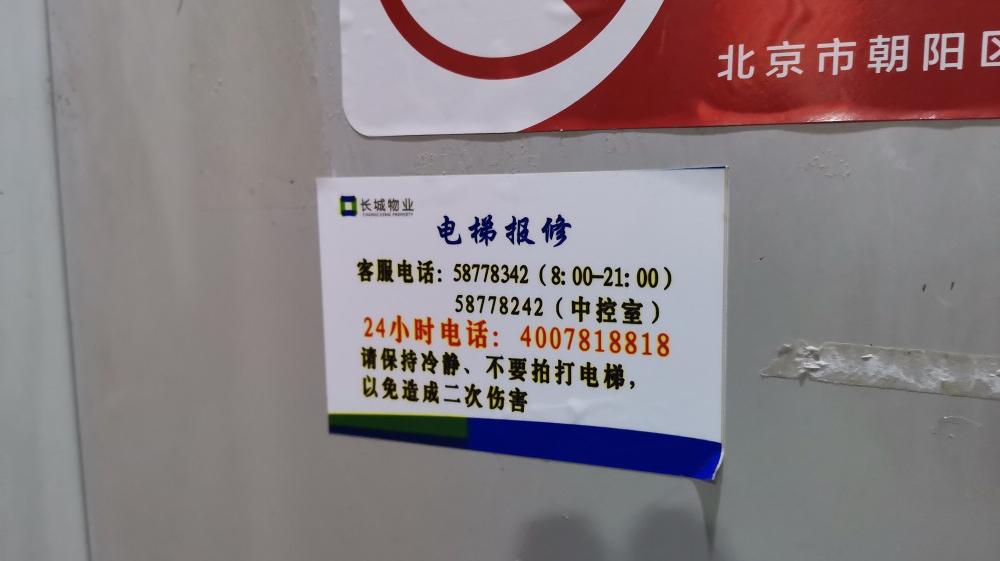 北京市朝阳区
长城物业
CHANGCHENG PROPERTY
电梯报修
客服电话：58778342（8：00-21：00）
58778242（中控室）
24小时电话：4007818818
请保持冷静、不要拍打电梯，
以免造成二次伤害